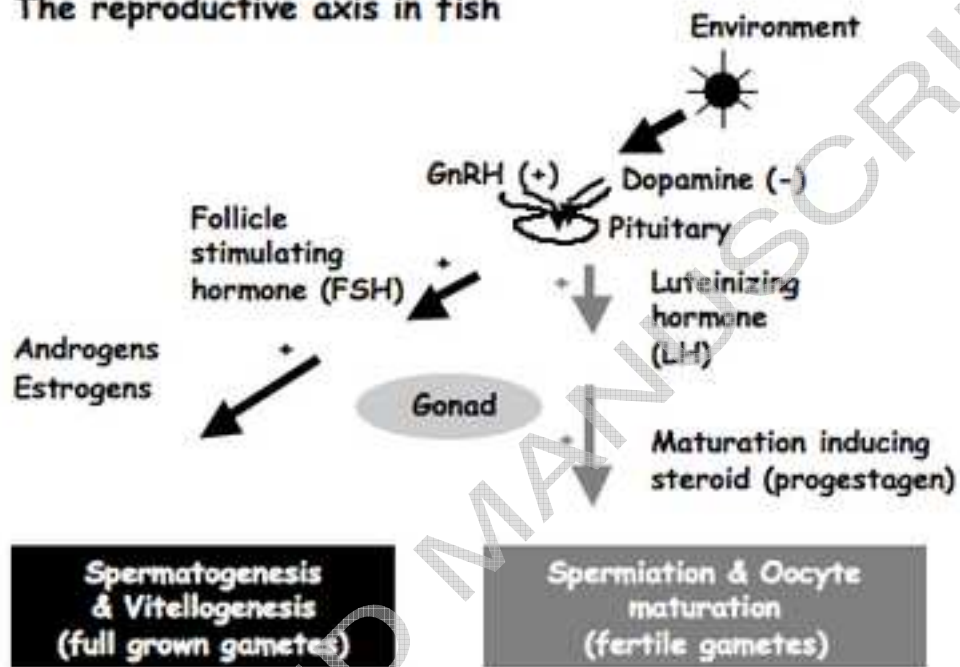 The reproductive axis in fish
Environment
GnRH (+)
Dopamine (-)
Pituitary
Follicle
stimulating
hormone (FSH)
+
+
Luteinizing
hormone
(LH)
Androgens
Estrogens
+
Gonad
+
Maturation inducing
steroid (progestagen)
Spermatogenesis
& Vitellogenesis
(full grown gametes)
Spermiation & Oocyte
maturation
(fertile gametes)
D MANUSCRI